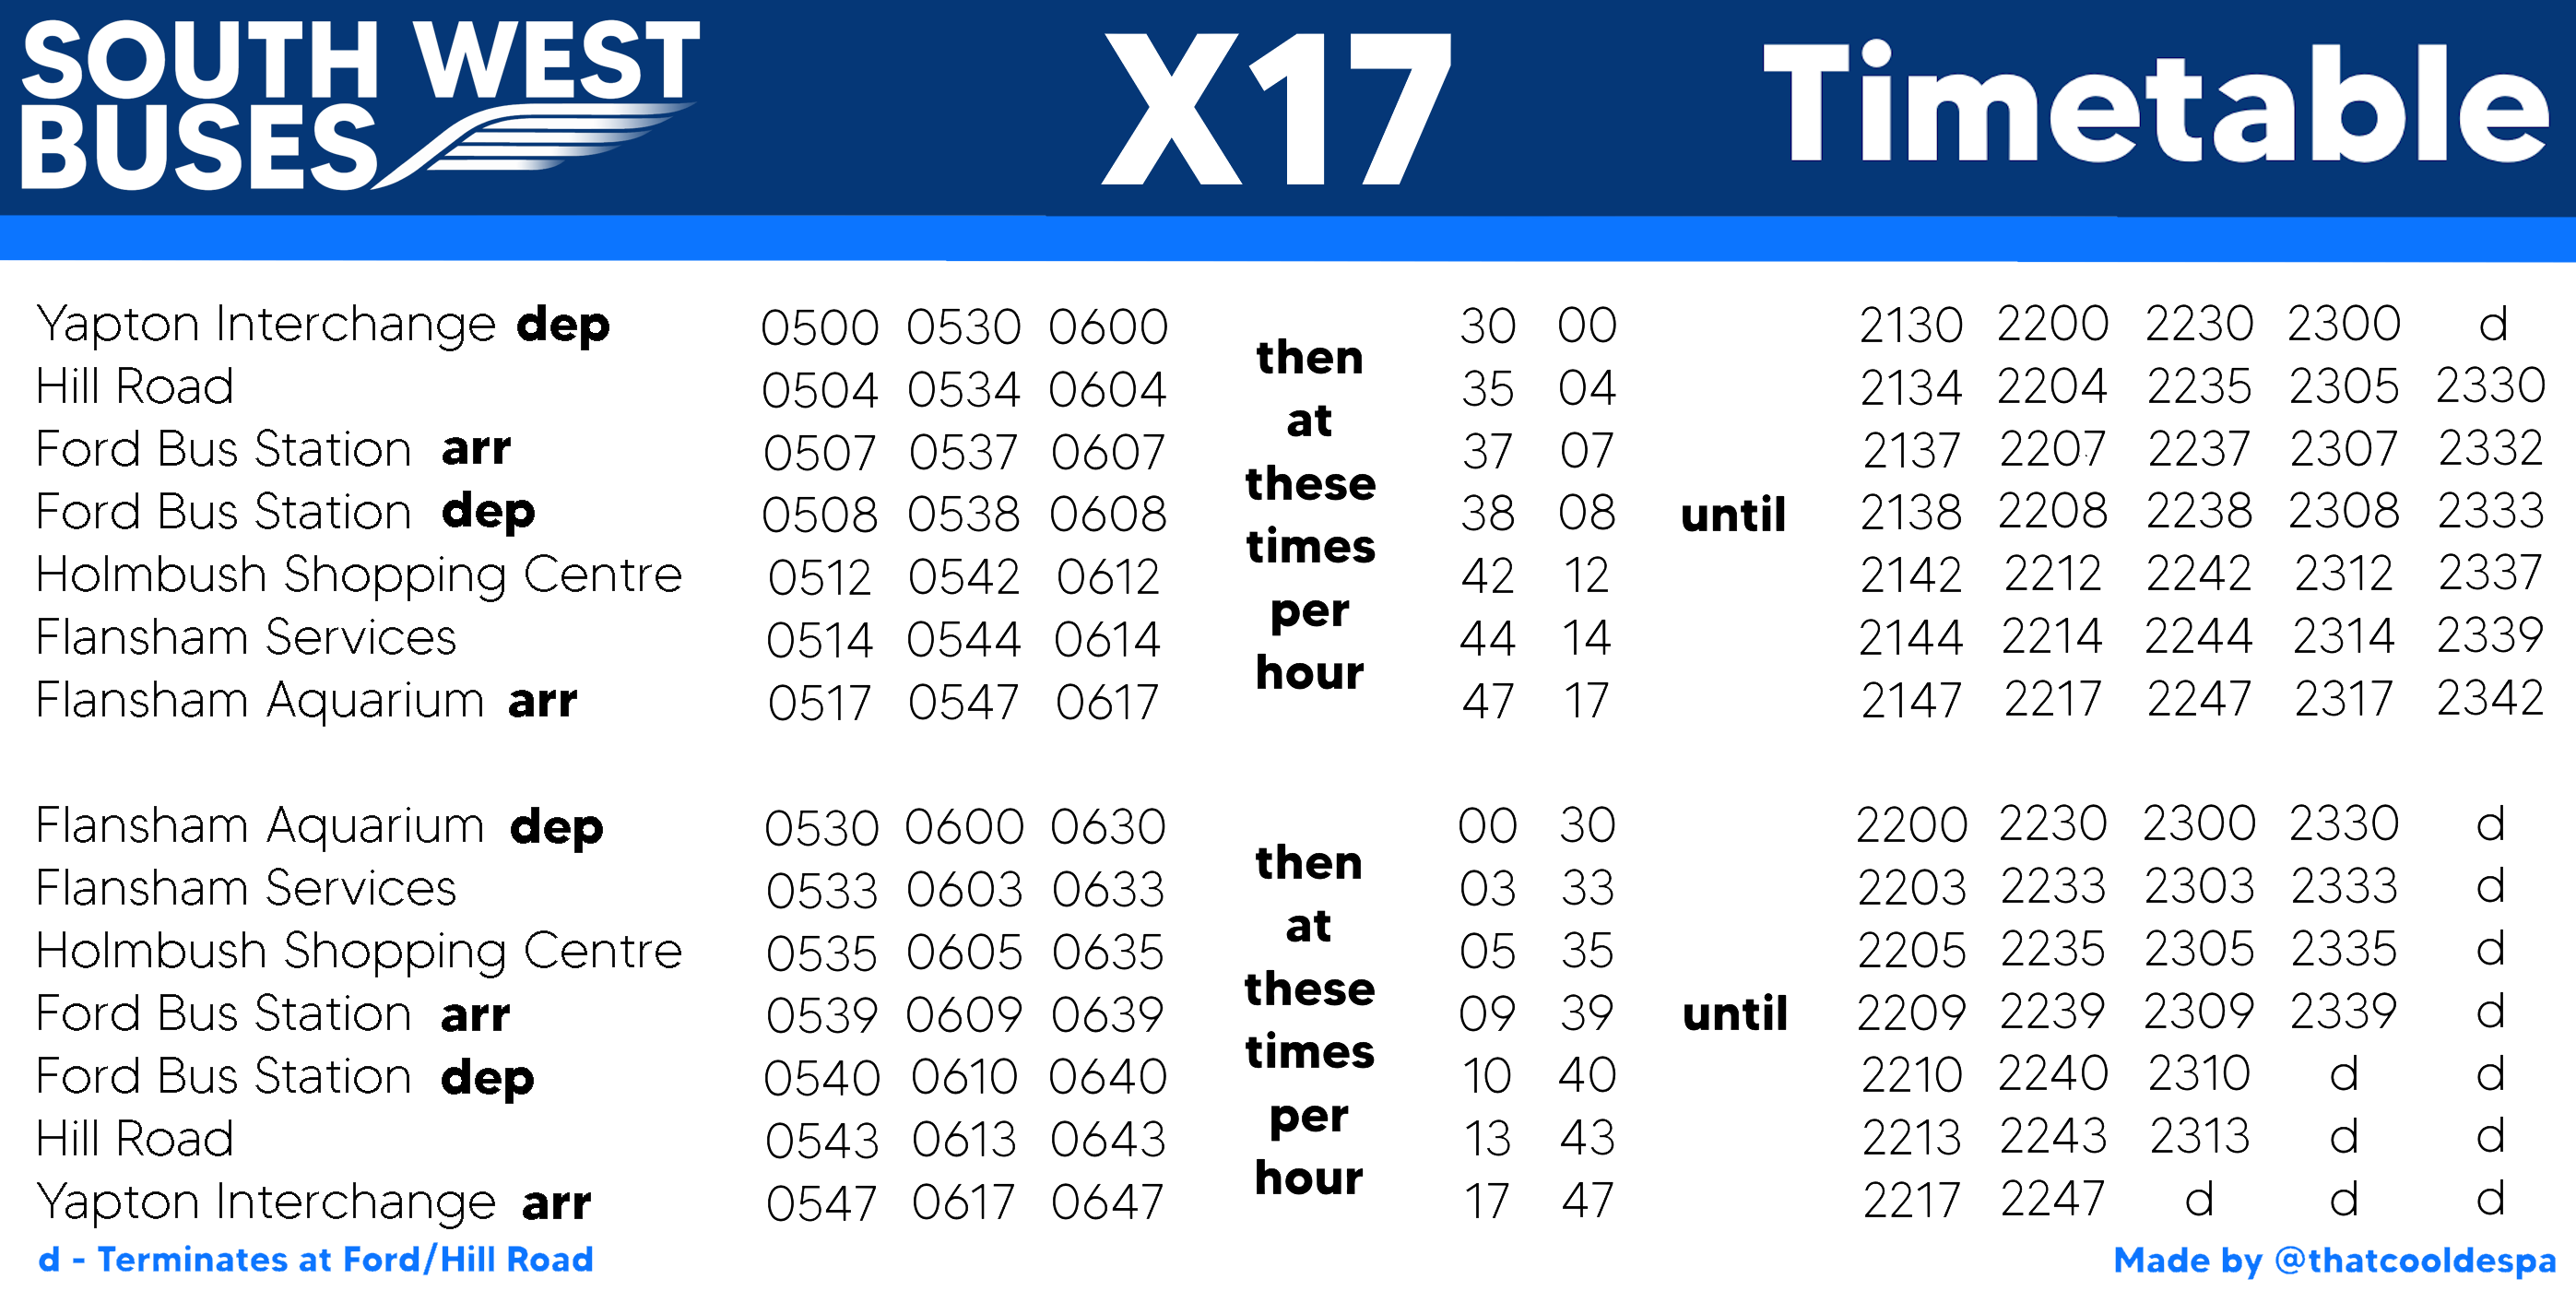 SOUTH WEST
BUSES
X17
Timetable
Yapton Interchange dep 0500 0530 0600 30 00 2130 2200 2230 2300 d
Hill Road 0504 0534 0604 35 04 2134 2204 2235 2305 2330
Ford Bus Station arr 0507 0537 0607 37 07 2137 2207 2237 2307 2332
Ford Bus Station dep 0508 0538 0608 38 08 2138 2208 2238 2308 2333
Holmbush Shopping Centre 0512 0542 0612 42 12 2142 2212 2242 2312 2337
Flansham Services 0514 0544 0614 44 14 2144 2214 2244 2314 2339
Flansham Aquarium arr 0517 0547 0617 47 17 2147 2217 2247 2317 2342
then
at
these
times
per
hour
until
Flansham Aquarium dep 0530 0600 0630 00 30 2200 2230 2300 2330 d
Flansham Services 0533 0603 0633 03 33 2203 2233 2303 2333 d
Holmbush Shopping Centre 0535 0605 0635 05 35 2205 2235 2305 2335 d
Ford Bus Station arr 0539 0609 0639 09 39 2209 2239 2309 2339 d
Ford Bus Station dep 0540 0610 0640 10 40 2210 2240 2310 d d
Hill Road 0543 0613 0643 13 43 2213 2243 2313 d d
Yapton Interchange arr 0547 0617 0647 17 47 2217 2247 d d d
then
at
these
times
per
hour
until
d - Terminates at Ford/Hill Road
Made by @thatcooldespa